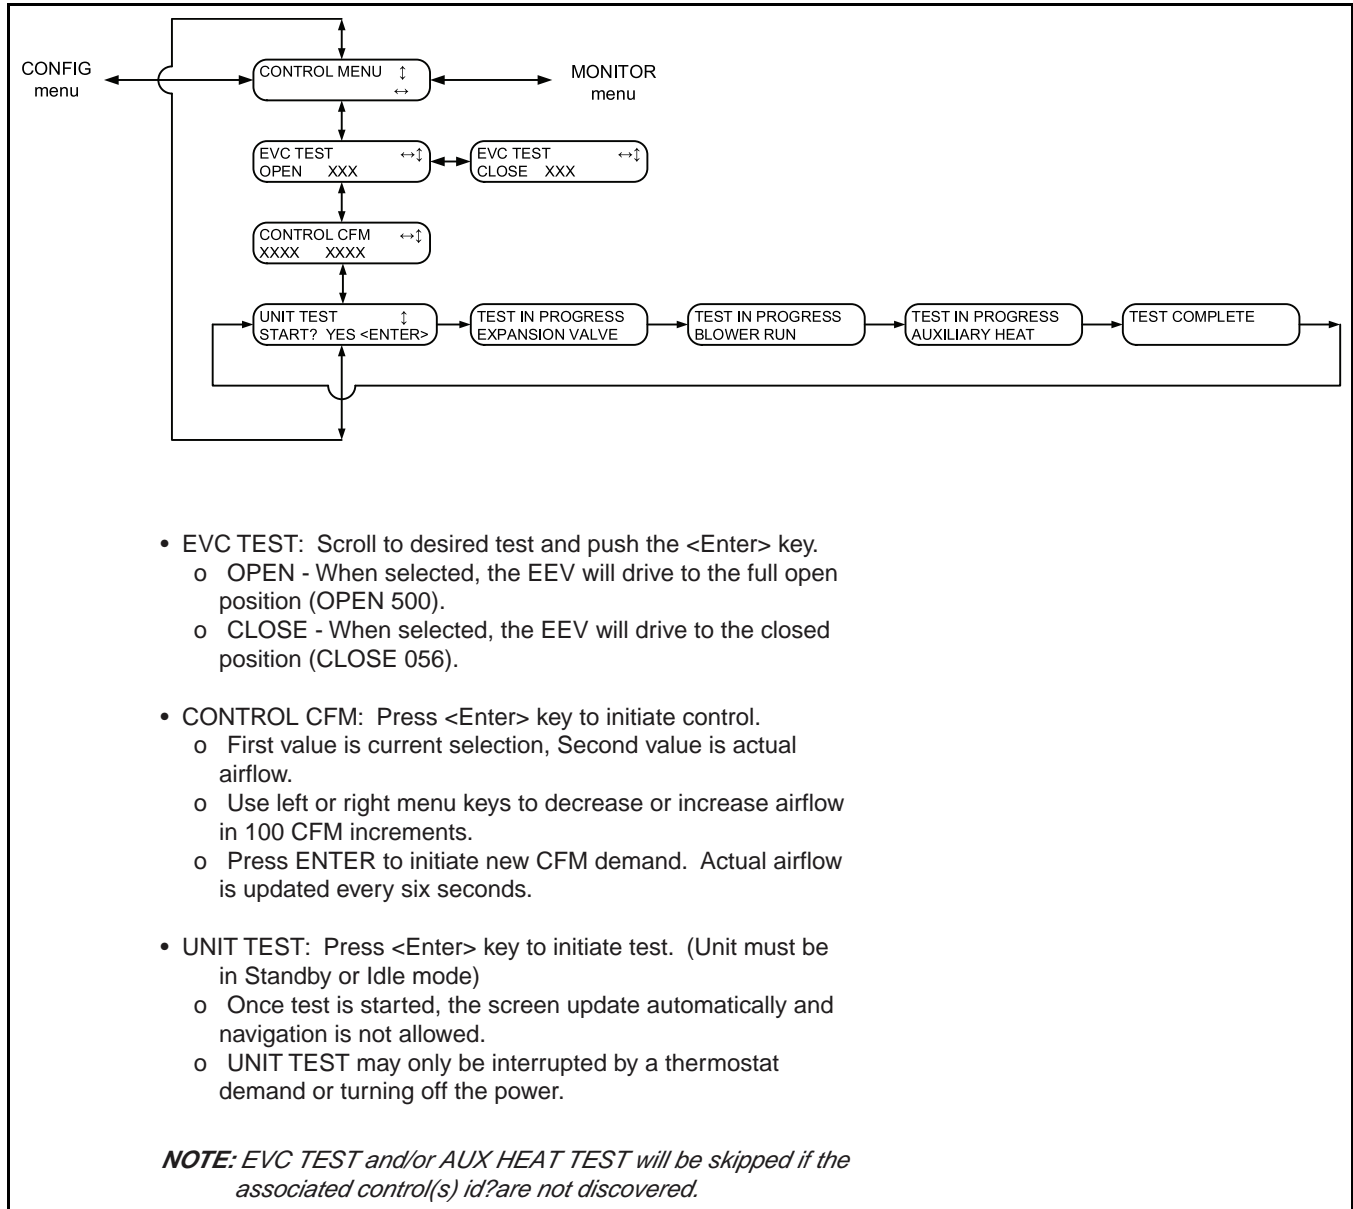 CONFIG
menu
CONTROL MENU ↕
↔
MONITOR
menu
EVC TEST ↔↕
OPEN XXX
EVC TEST ↔↕
CLOSE XXX
CONTROL CFM ↔↕
XXXX XXXX
UNIT TEST ↕
START? YES <ENTER>
TEST IN PROGRESS
EXPANSION VALVE
TEST IN PROGRESS
BLOWER RUN
TEST IN PROGRESS
AUXILIARY HEAT
TEST COMPLETE
• EVC TEST: Scroll to desired test and push the <Enter> key.
o OPEN - When selected, the EEV will drive to the full open
position (OPEN 500).
o CLOSE - When selected, the EEV will drive to the closed
position (CLOSE 056).
• CONTROL CFM: Press <Enter> key to initiate control.
o First value is current selection, Second value is actual
airflow.
o Use left or right menu keys to decrease or increase airflow
in 100 CFM increments.
o Press ENTER to initiate new CFM demand. Actual airflow
is updated every six seconds.
• UNIT TEST: Press <Enter> key to initiate test. (Unit must be
in Standby or Idle mode)
o Once test is started, the screen update automatically and
navigation is not allowed.
o UNIT TEST may only be interrupted by a thermostat
demand or turning off the power.
NOTE: EVC TEST and/or AUX HEAT TEST will be skipped if the
associated control(s) id?are not discovered.